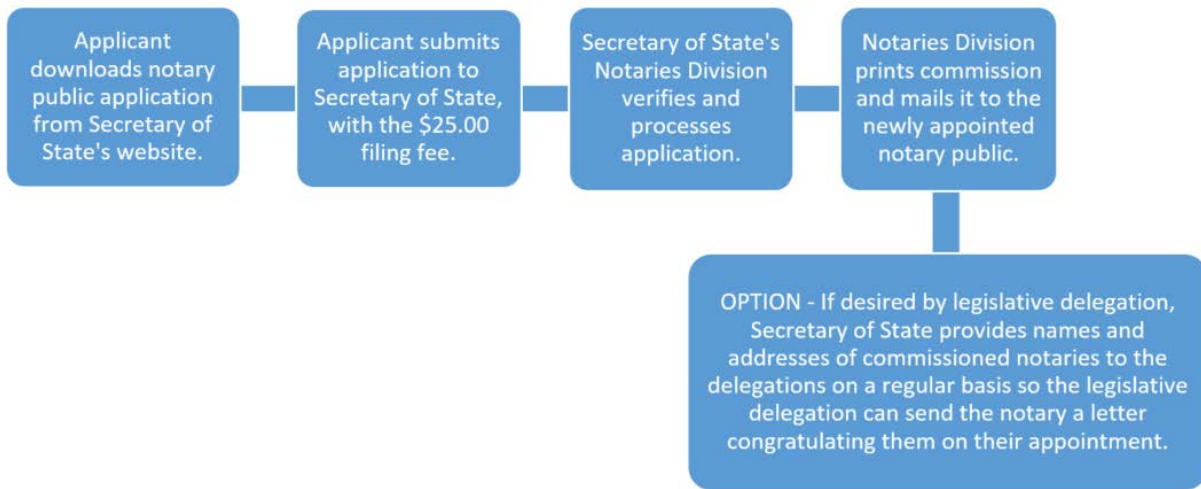 Applicant
downloads notary
public application
from Secretary of
State's website.
Applicant submits
application to
Secretary of State,
with the $25.00
filing fee.
Secretary of State's
Notaries Division
verifies and
processes
application.
Notaries Division
prints commission
and mails it to the
newly appointed
notary public.
OPTION - If desired by legislative delegation,
Secretary of State provides names and
addresses of commissioned notaries to the
delegations on a regular basis so the legislative
delegation can send the notary a letter
congratulating them on their appointment.